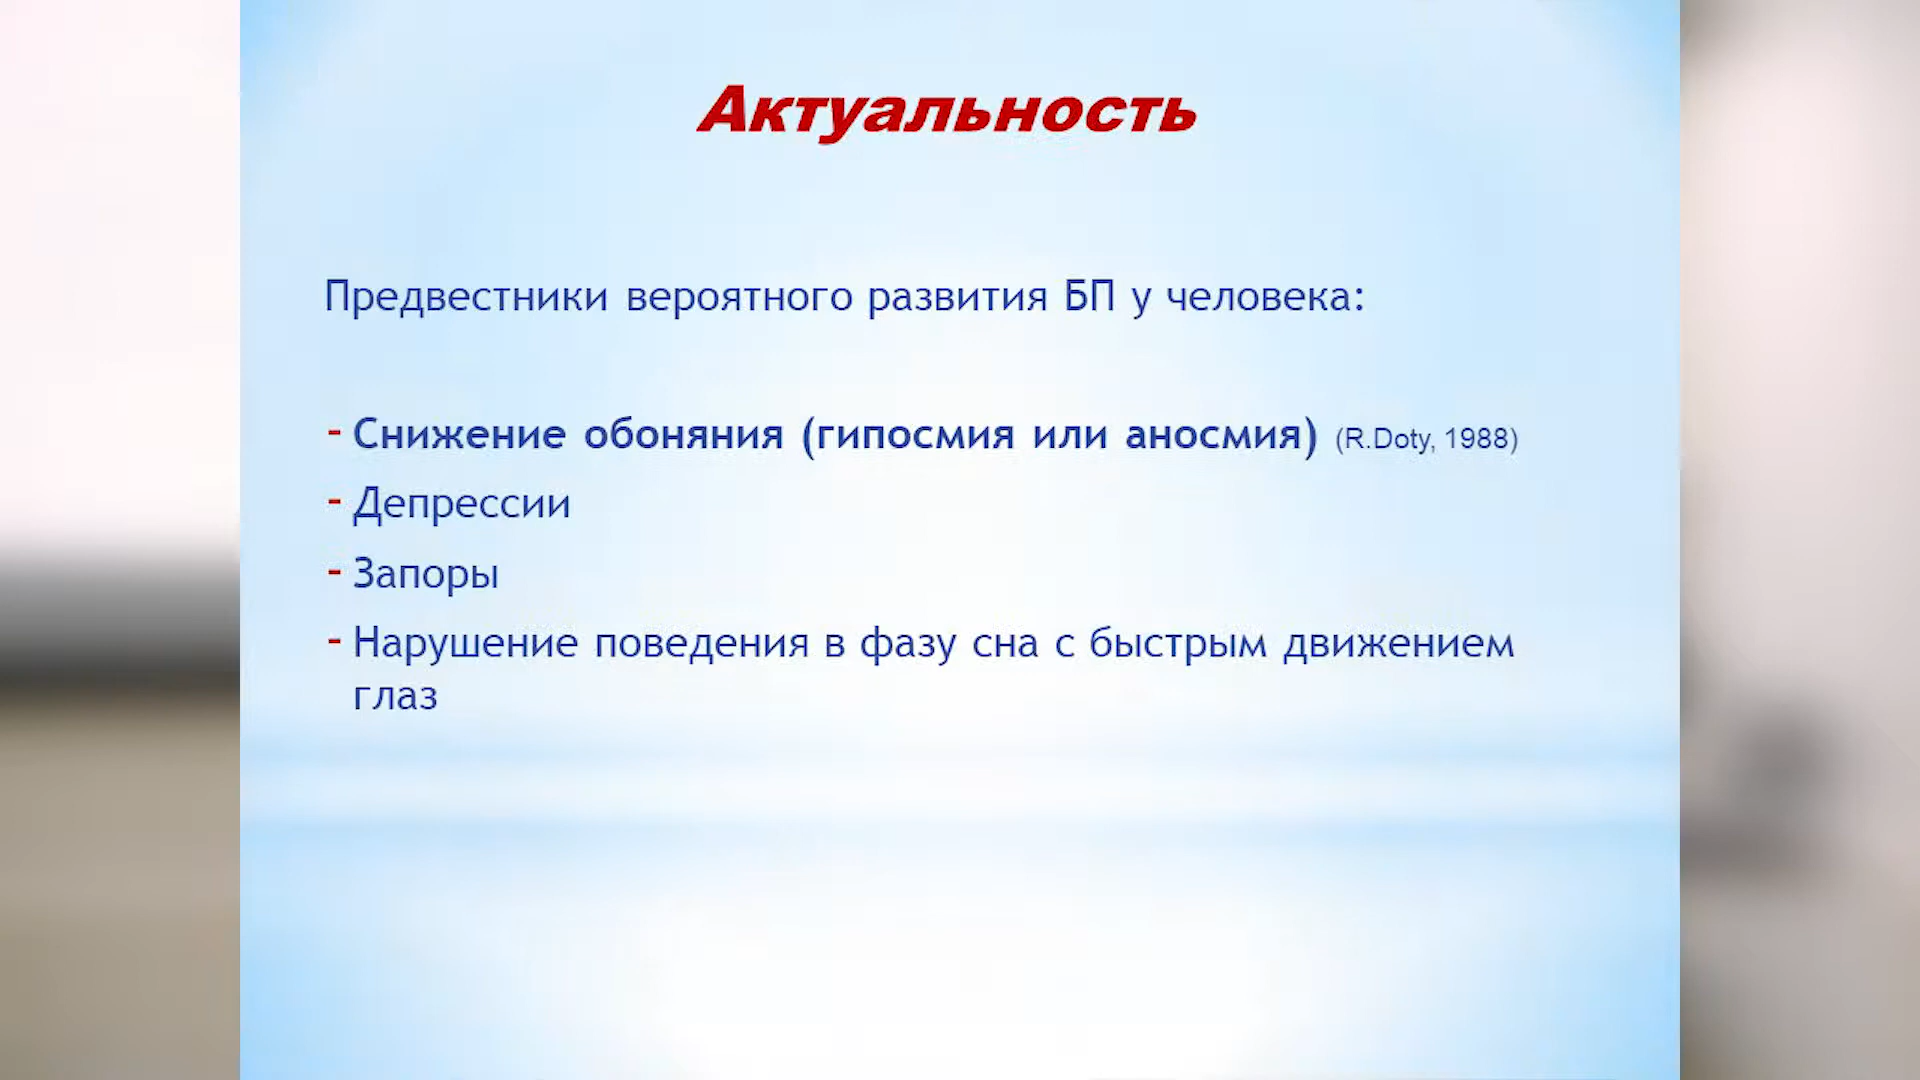 Актуальность
Предвестники вероятного развития БП у человека:
- Снижение обоняния (гипосмия или аносмия) (R.Doty, 1988)
- Депрессии
- Запоры
- Нарушение поведения в фазу сна с быстрым движением
глаз